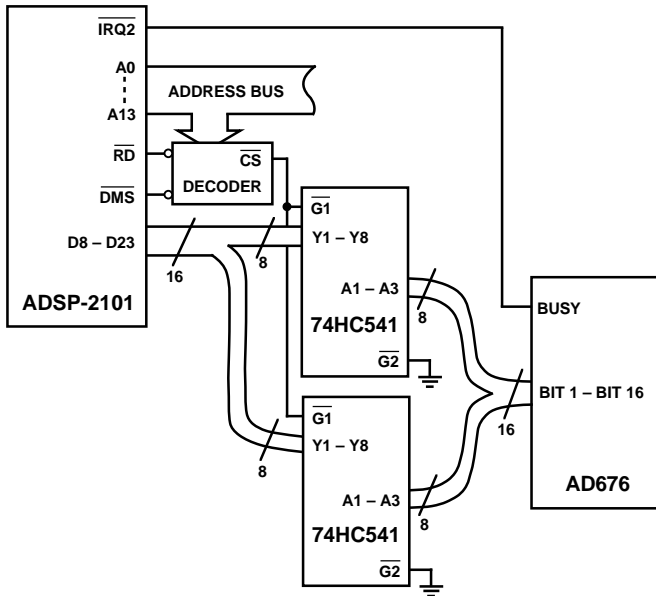 IRQ2
A0
ADDRESS BUS
A13
RD
CS
DECODER
DMS
D8 – D23
16
8
ADSP-2101
G1
Y1 – Y8
A1 – A3
8
74HC541
G2
BUSY
BIT 1 – BIT 16
16
AD676
G1
Y1 – Y8
8
A1 – A3
8
74HC541
G2